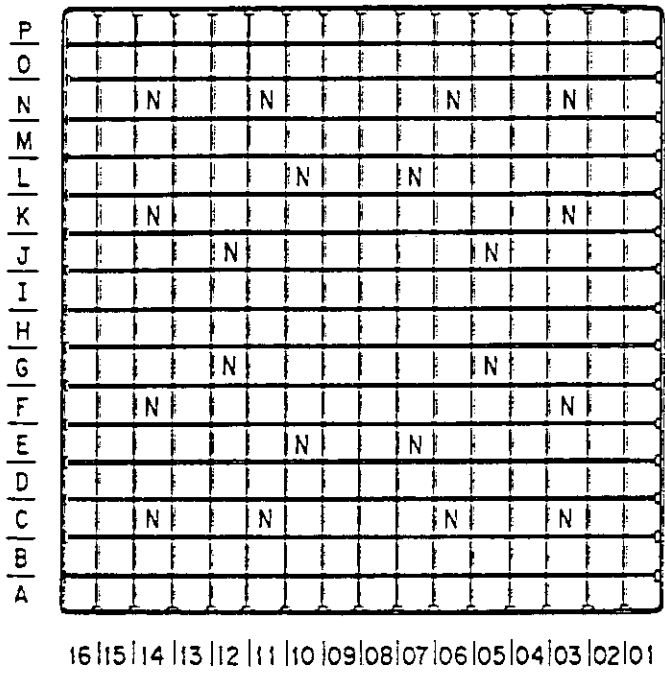 P
O
N N N N N
M
L N N
K N N
J N N
I
H
G N N
F N N
E N N
D
C N N N N
B
A
16|15|14|13|12|11|10|09|08|07|06|05|04|03|02|01